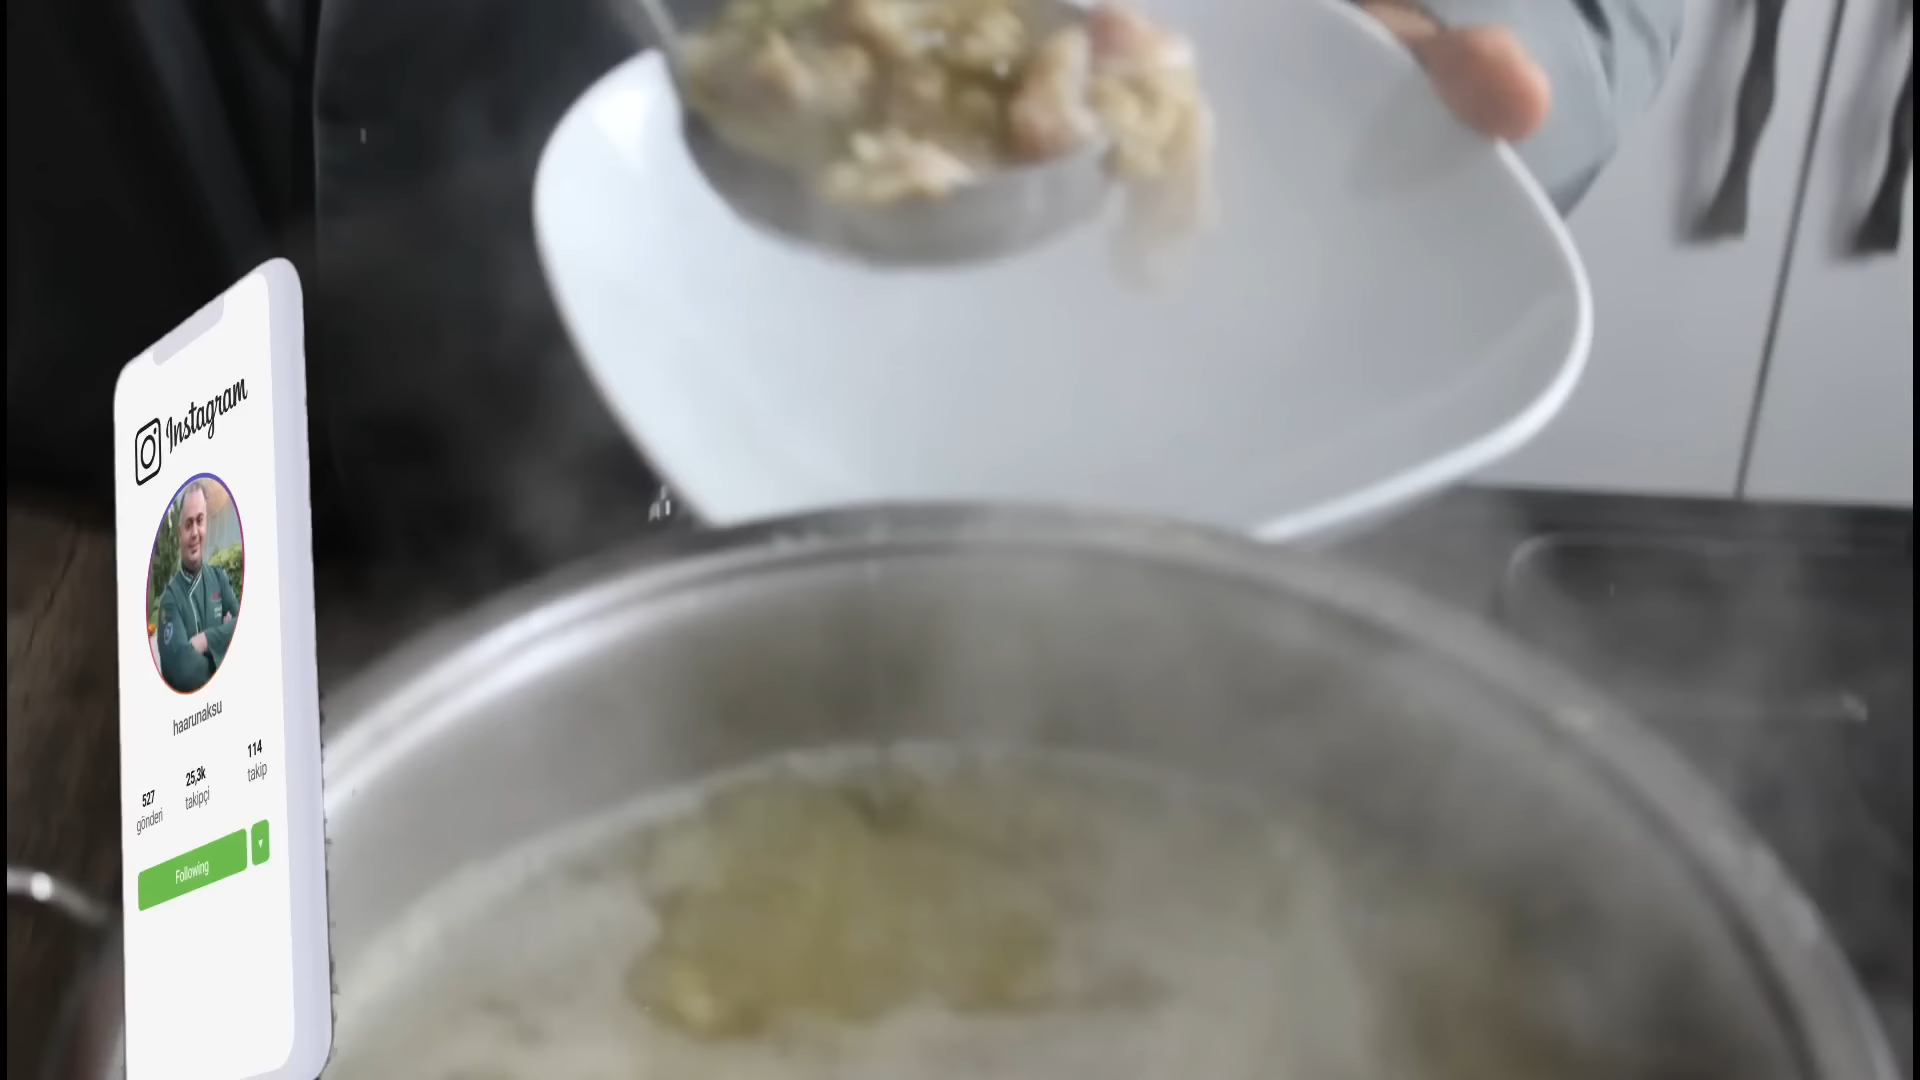 Instagram
haarunaksu
527 25,3k 114
gönderi takipçi takip
Following